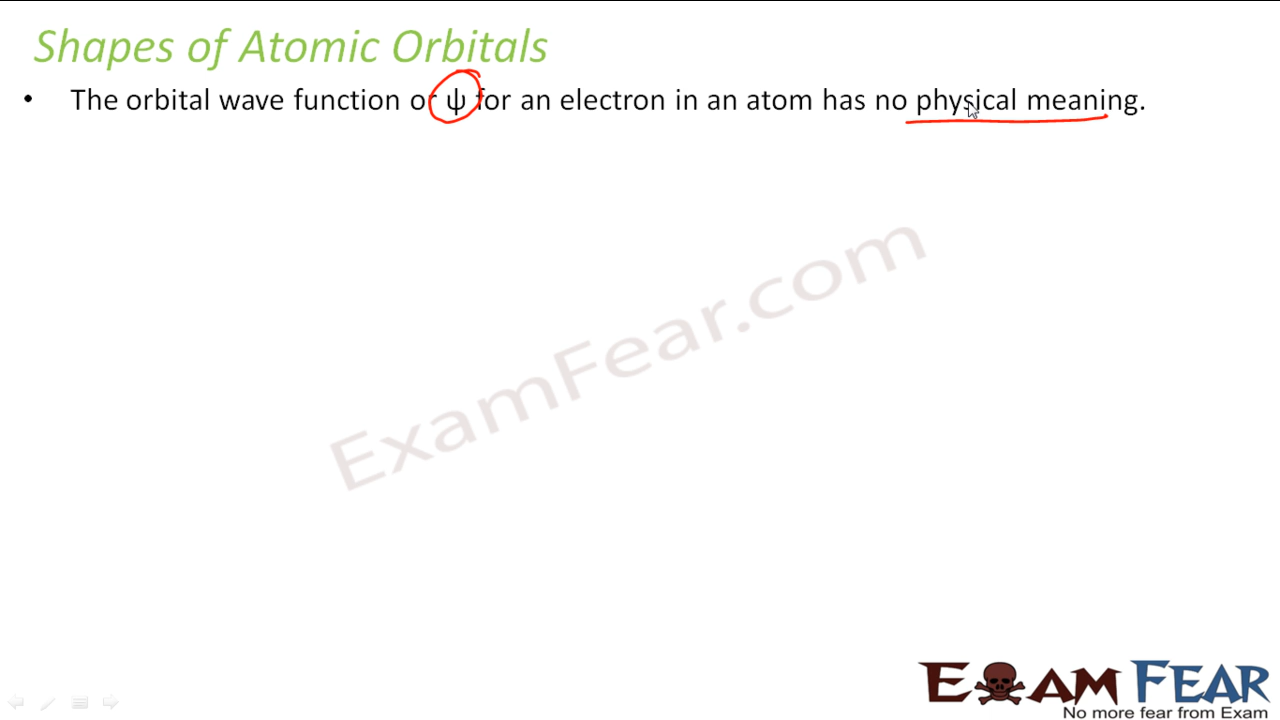 Shapes of Atomic Orbitals
• The orbital wave function or ψ for an electron in an atom has no physical meaning.
ExamFear.com
EXAM FEAR
No more fear from Exam